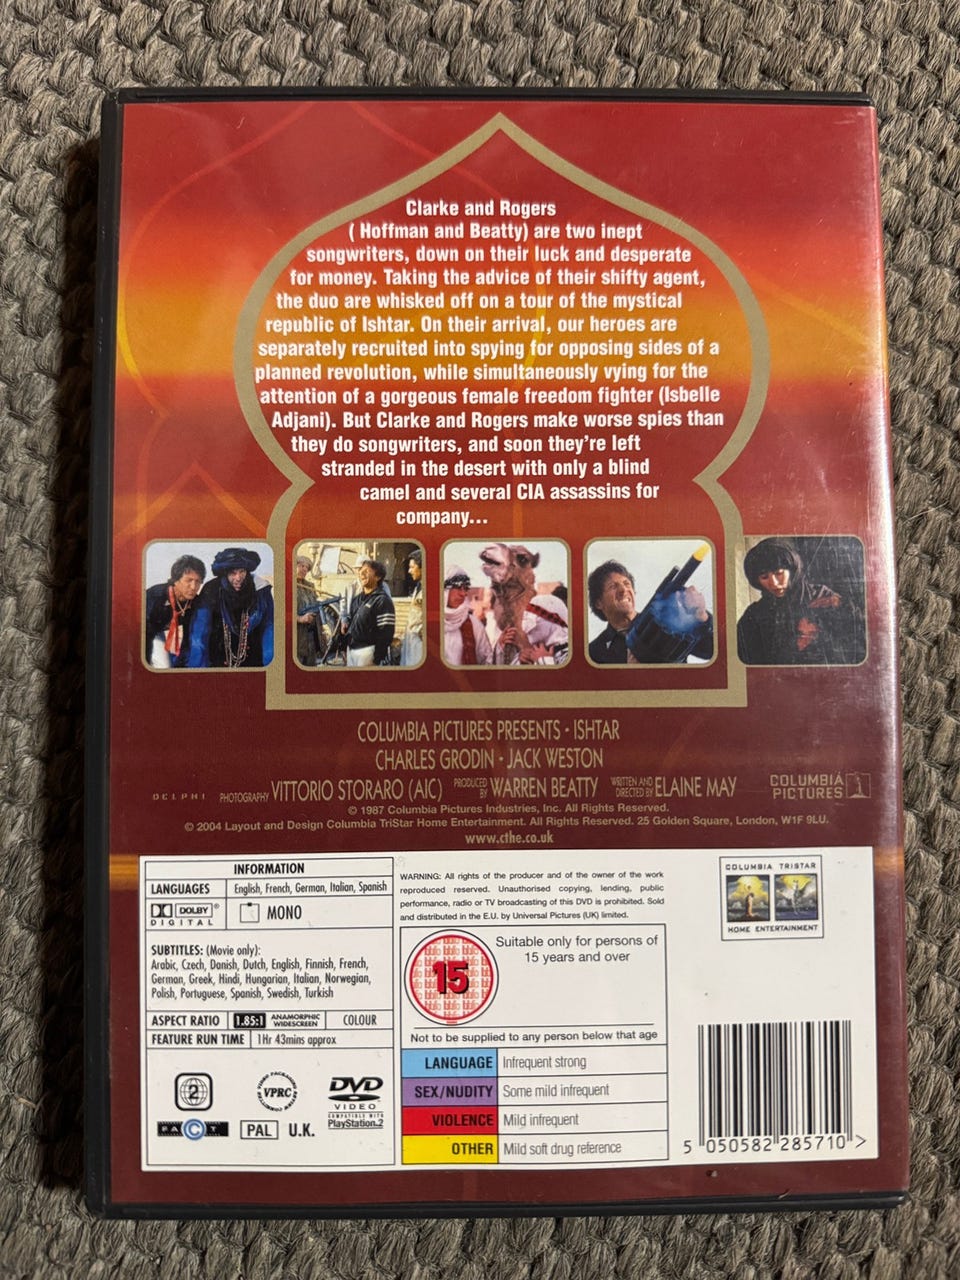 Clarke and Rogers
( Hoffman and Beatty) are two inept
songwriters, down on their luck and desperate
for money. Taking the advice of their shifty agent,
the duo are whisked off on a tour of the mystical
republic of Ishtar. On their arrival, our heroes are
separately recruited into spying for opposing sides of a
planned revolution, while simultaneously vying for the
attention of a gorgeous female freedom fighter (Isbelle
Adjani). But Clarke and Rogers make worse spies than
they do songwriters, and soon they're left
stranded in the desert with only a blind
camel and several CIA assassins for
company...
COLUMBIA PICTURES PRESENTS · ISHTAR
CHARLES GRODIN · JACK WESTON
DELPHI PHOTOGRAPHY VITTORIO STORARO (AIC) PRODUCED BY WARREN BEATTY WRITTEN AND DIRECTED BY ELAINE MAY
COLUMBIA PICTURES
© 1987 Columbia Pictures Industries, Inc. All Rights Reserved.
© 2004 Layout and Design Columbia TriStar Home Entertainment. All Rights Reserved. 25 Golden Square, London, W1F 9LU.
www.cthe.co.uk
INFORMATION
LANGUAGES English, French, German, Italian, Spanish
DOLBY DIGITAL MONO
SUBTITLES: (Movie only):
Arabic, Czech, Danish, Dutch, English, Finnish, French,
German, Greek, Hindi, Hungarian, Italian, Norwegian,
Polish, Portuguese, Spanish, Swedish, Turkish
ASPECT RATIO 1.85:1 ANAMORPHIC WIDESCREEN COLOUR
FEATURE RUN TIME 1Hr 43mins approx
2 VPRC DVD
VIDEO
COMPATIBLE WITH
PlayStation.2
FACT PAL U.K.
WARNING: All rights of the producer and of the owner of the work
reproduced reserved. Unauthorised copying, lending, public
performance, radio or TV broadcasting of this DVD is prohibited. Sold
and distributed in the E.U. by Universal Pictures (UK) limited.
15
Suitable only for persons of
15 years and over
Not to be supplied to any person below that age
LANGUAGE Infrequent strong
SEX/NUDITY Some mild infrequent
VIOLENCE Mild infrequent
OTHER Mild soft drug reference
COLUMBIA TRISTAR
HOME ENTERTAINMENT
5 050582 285710 >